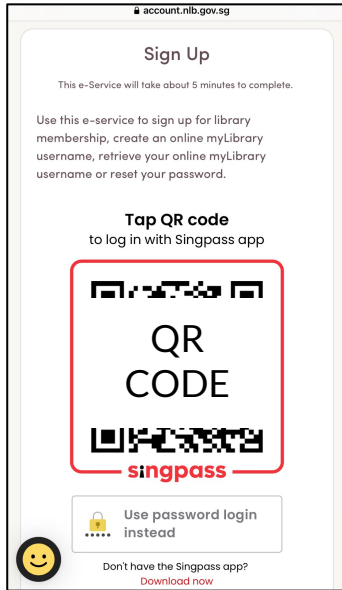 account.nlb.gov.sg
Sign Up
This e-Service will take about 5 minutes to complete.
Use this e-service to sign up for library
membership, create an online myLibrary
username, retrieve your online myLibrary
username or reset your password.
Tap QR code
to log in with Singpass app
QR
CODE
singpass
Use password login
instead
Don't have the Singpass app?
Download now